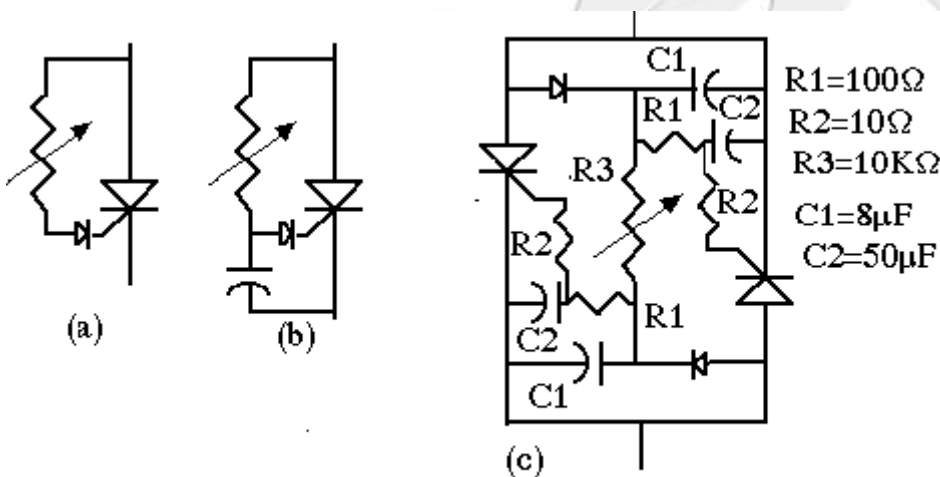 C1
R1
C2
R1=100Ω
R2=10Ω
R3=10KΩ
C1=8μF
C2=50μF
R3
R2
R2
R1
C2
C1
(a)
(b)
(c)